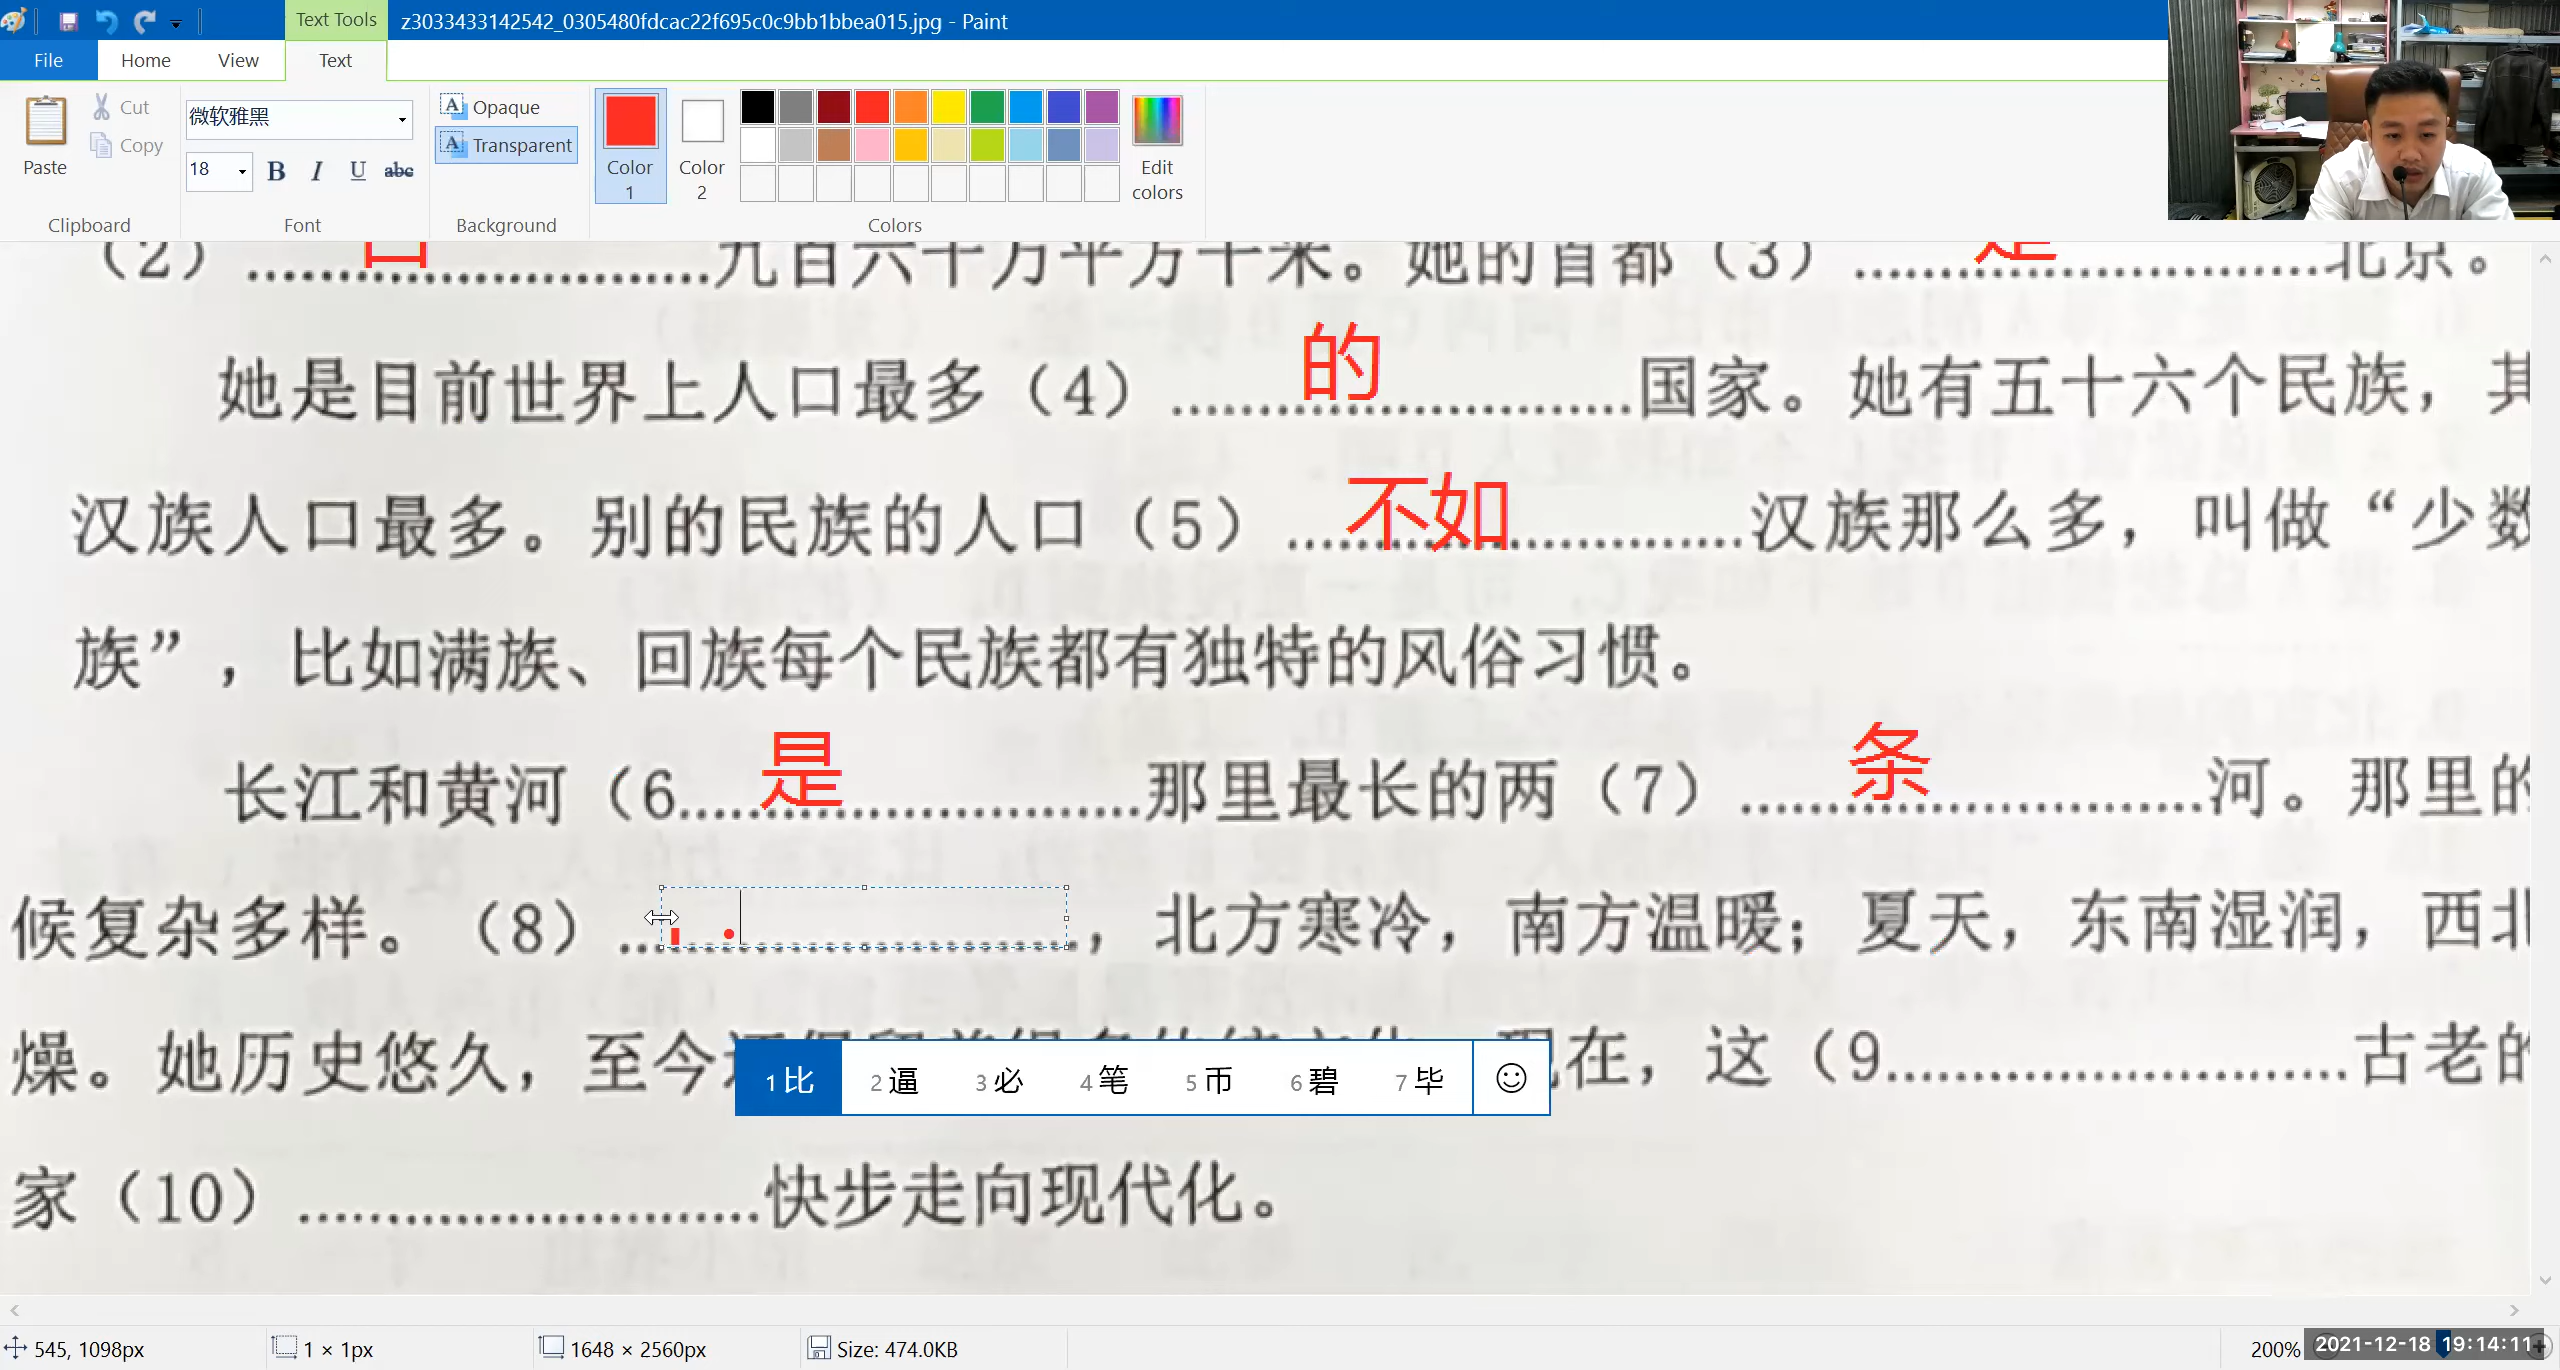 Text Tools z3033433142542_0305480fdcac22f695c0c9bb1bbea015.jpg - Paint
File Home View Text
Paste Cut Copy 微软雅黑 18 B I U abc Opaque Transparent Color 1 Color 2 Edit colors
Clipboard Font Background Colors
（2）..............................九百六十万平方千米。她的首都（3）是..............................北京。
她是目前世界上人口最多（4）的..............................国家。她有五十六个民族，其
汉族人口最多。别的民族的人口（5）不如..............................汉族那么多，叫做“少数
族”，比如满族、回族每个民族都有独特的风俗习惯。
长江和黄河（6是..............................那里最长的两（7）条..............................河。那里的
候复杂多样。（8）..............................，北方寒冷，南方温暖；夏天，东南湿润，西北
燥。她历史悠久，至今 现在，这（9..............................古老的
1 比 2 逼 3 必 4 笔 5 币 6 碧 7 毕
家（10）..............................快步走向现代化。
545, 1098px 1 × 1px 1648 × 2560px Size: 474.0KB 200% 2021-12-18 19:14:11